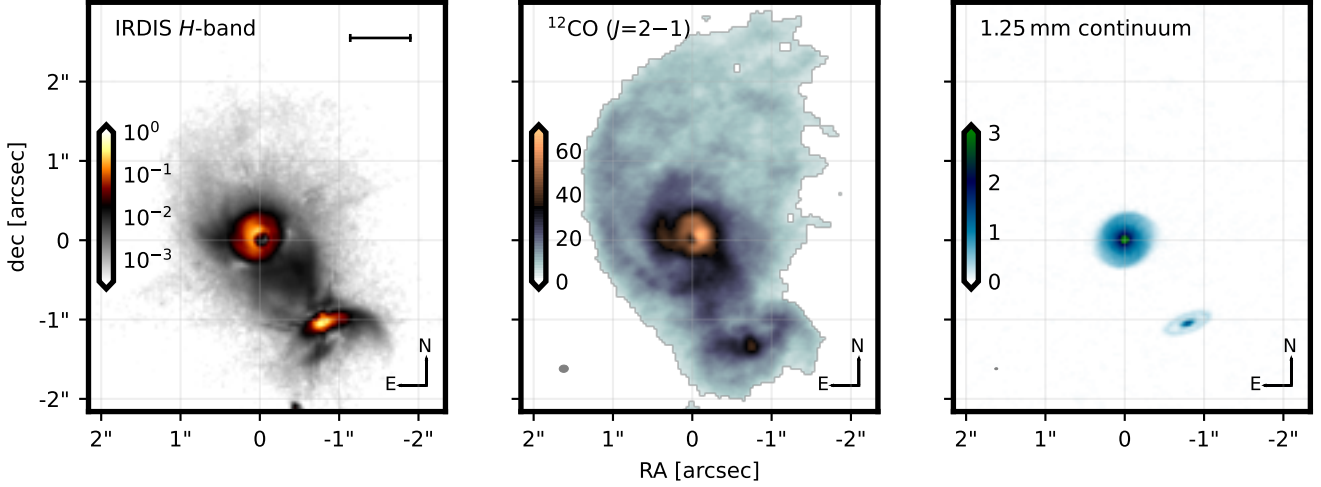 IRDIS H-band
10⁰
10⁻¹
10⁻²
10⁻³
2"
1"
0
-1"
-2"
dec [arcsec]
N
E
2" 1" 0 -1" -2"
¹²CO (J=2−1)
60
40
20
0
N
E
2" 1" 0 -1" -2"
RA [arcsec]
1.25 mm continuum
3
2
1
0
N
E
2" 1" 0 -1" -2"